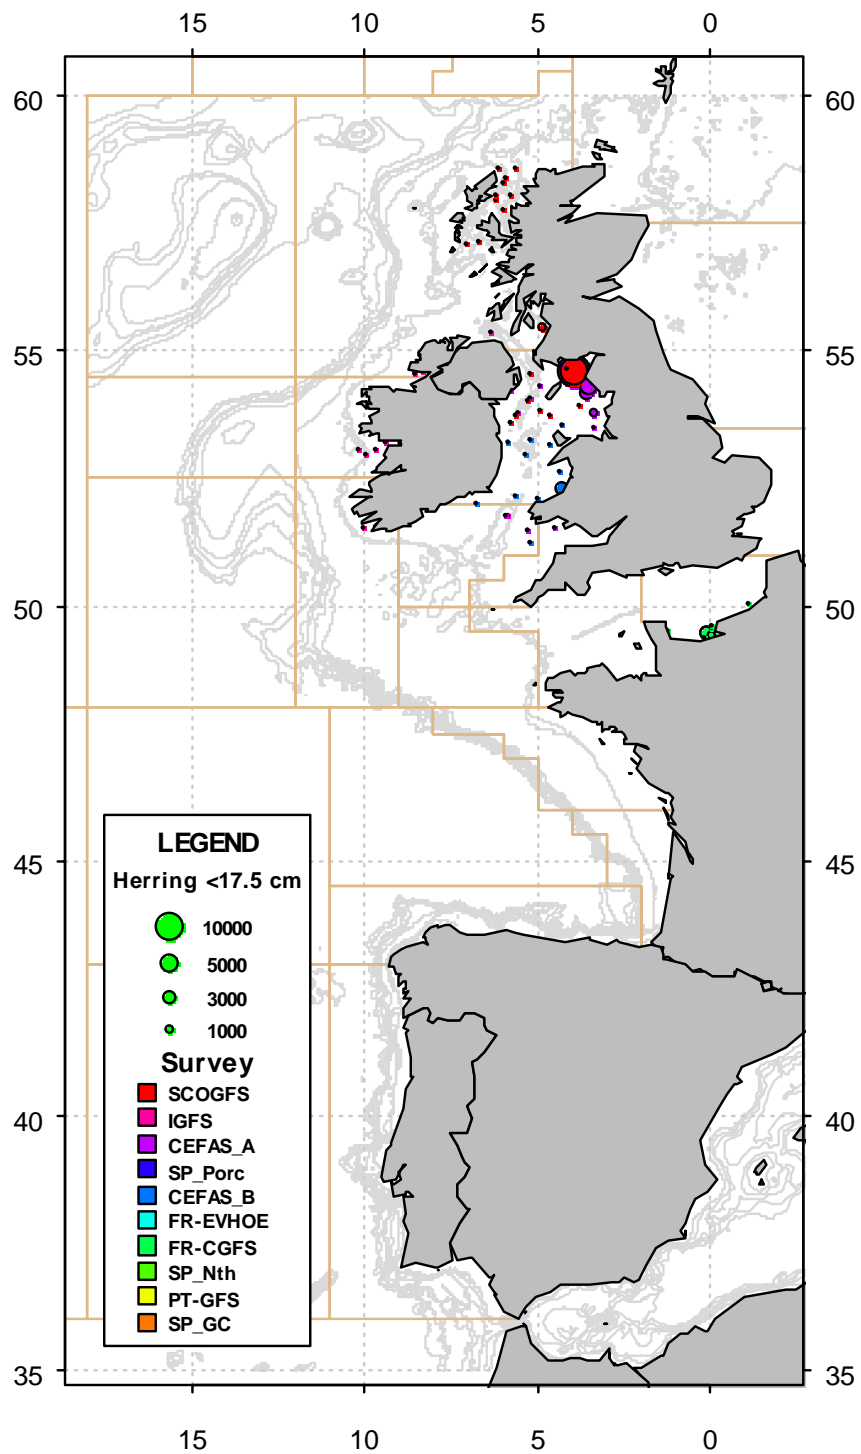 15 10 5 0
60 60
55 55
50 50
45 45
LEGEND
Herring <17.5 cm
10000
5000
3000
1000
Survey
SCOGFS
IGFS
CEFAS_A
SP_Porc
CEFAS_B
FR-EVHOE
FR-CGFS
SP_Nth
PT-GFS
SP_GC
40 40
35 35
15 10 5 0